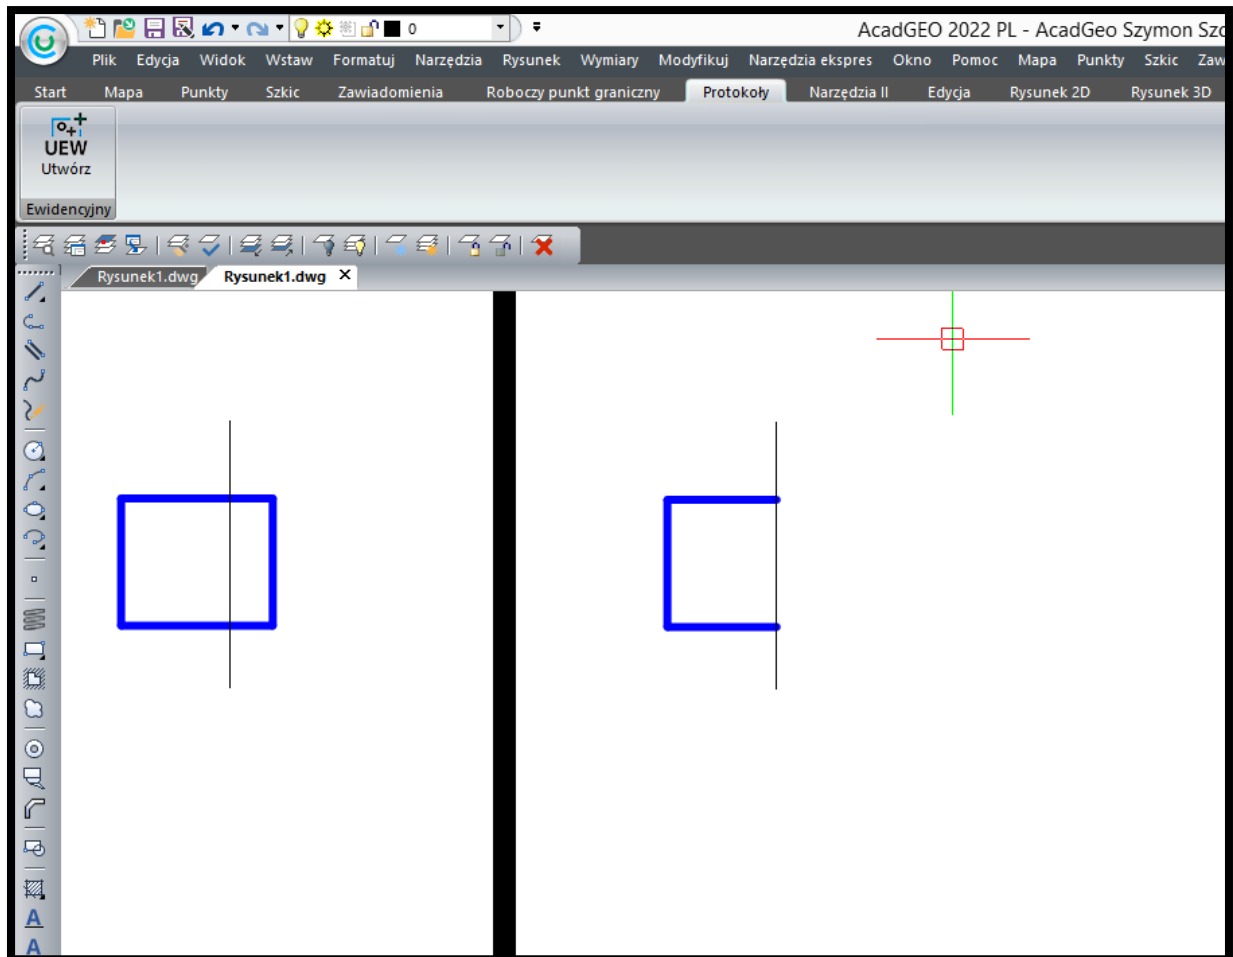 0
AcadGEO 2022 PL - AcadGeo Szymon
Plik Edycja Widok Wstaw Formatuj Narzędzia Rysunek Wymiary Modyfikuj Narzędzia ekspres Okno Pomoc Mapa Punkty Szkic Zaw
Start Mapa Punkty Szkic Zawiadomienia Roboczy punkt graniczny Protokoły Narzędzia II Edycja Rysunek 2D Rysunek 3D
UEW
Utwórz
Ewidencyjny
Rysunek1.dwg Rysunek1.dwg X
A
A